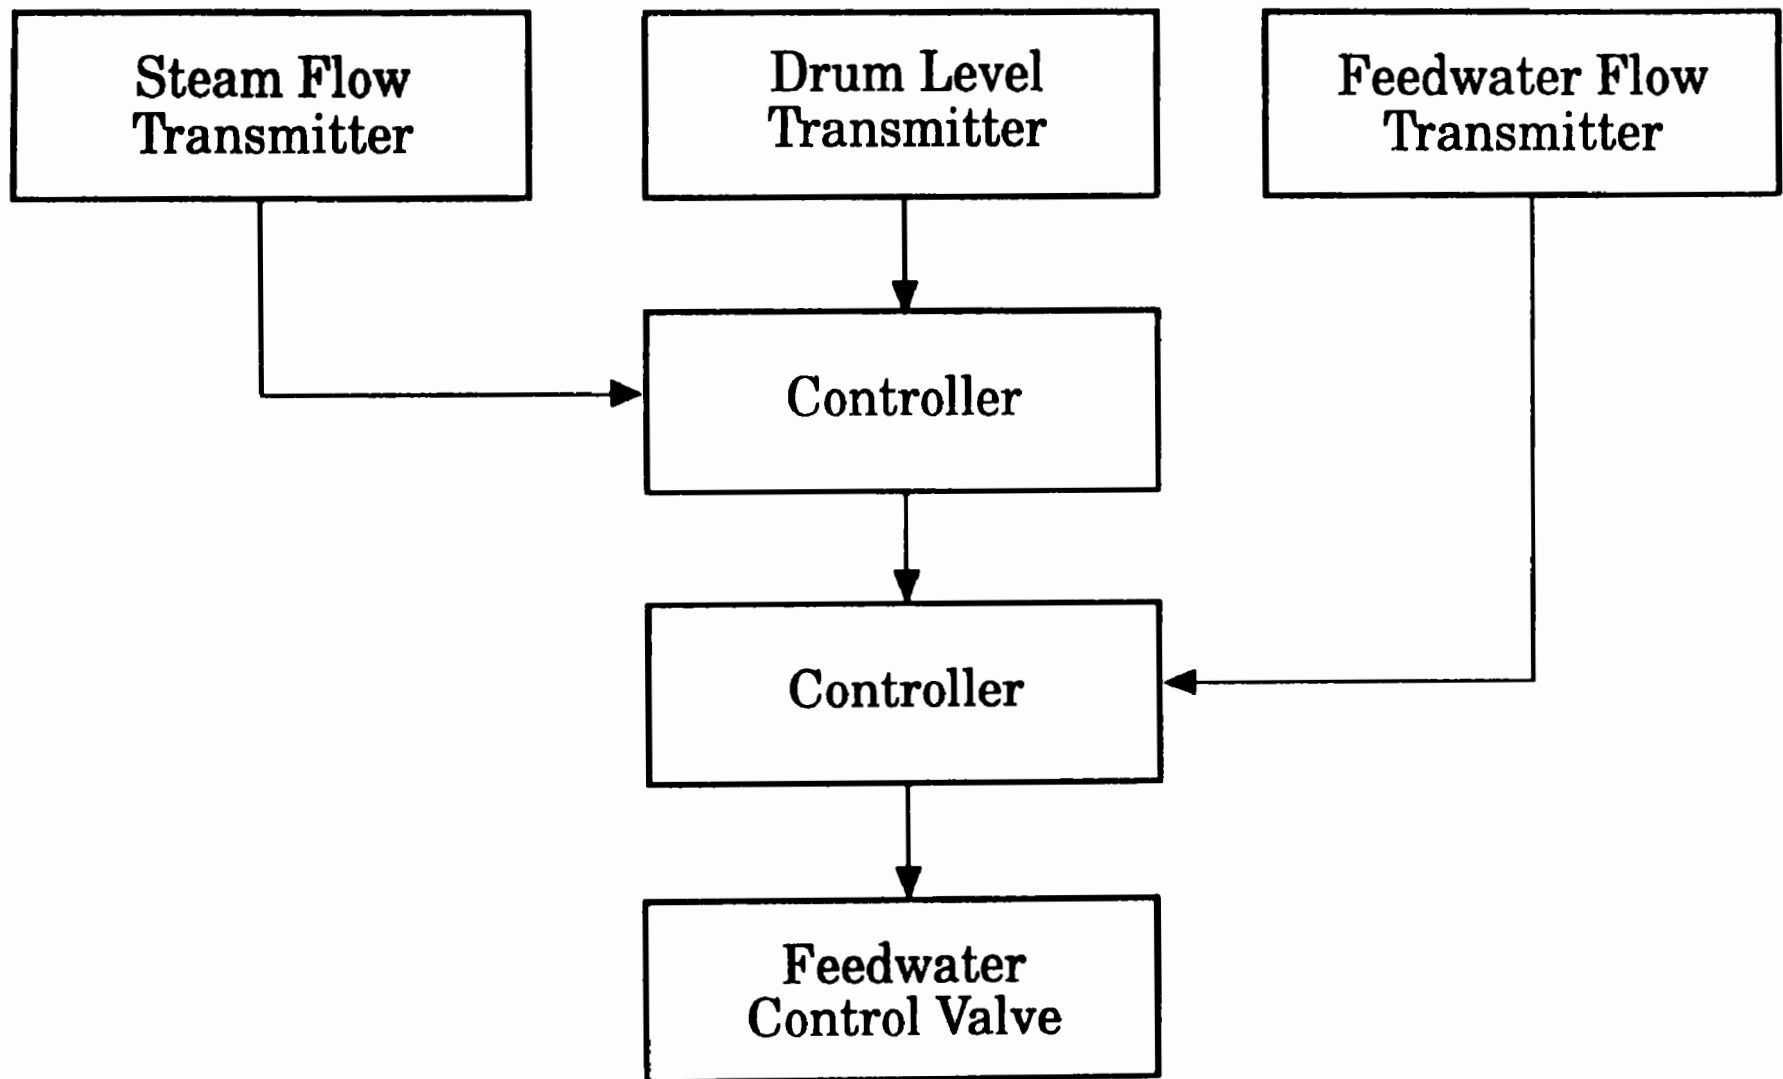 Steam Flow
Transmitter
Drum Level
Transmitter
Feedwater Flow
Transmitter
Controller
Controller
Feedwater
Control Valve